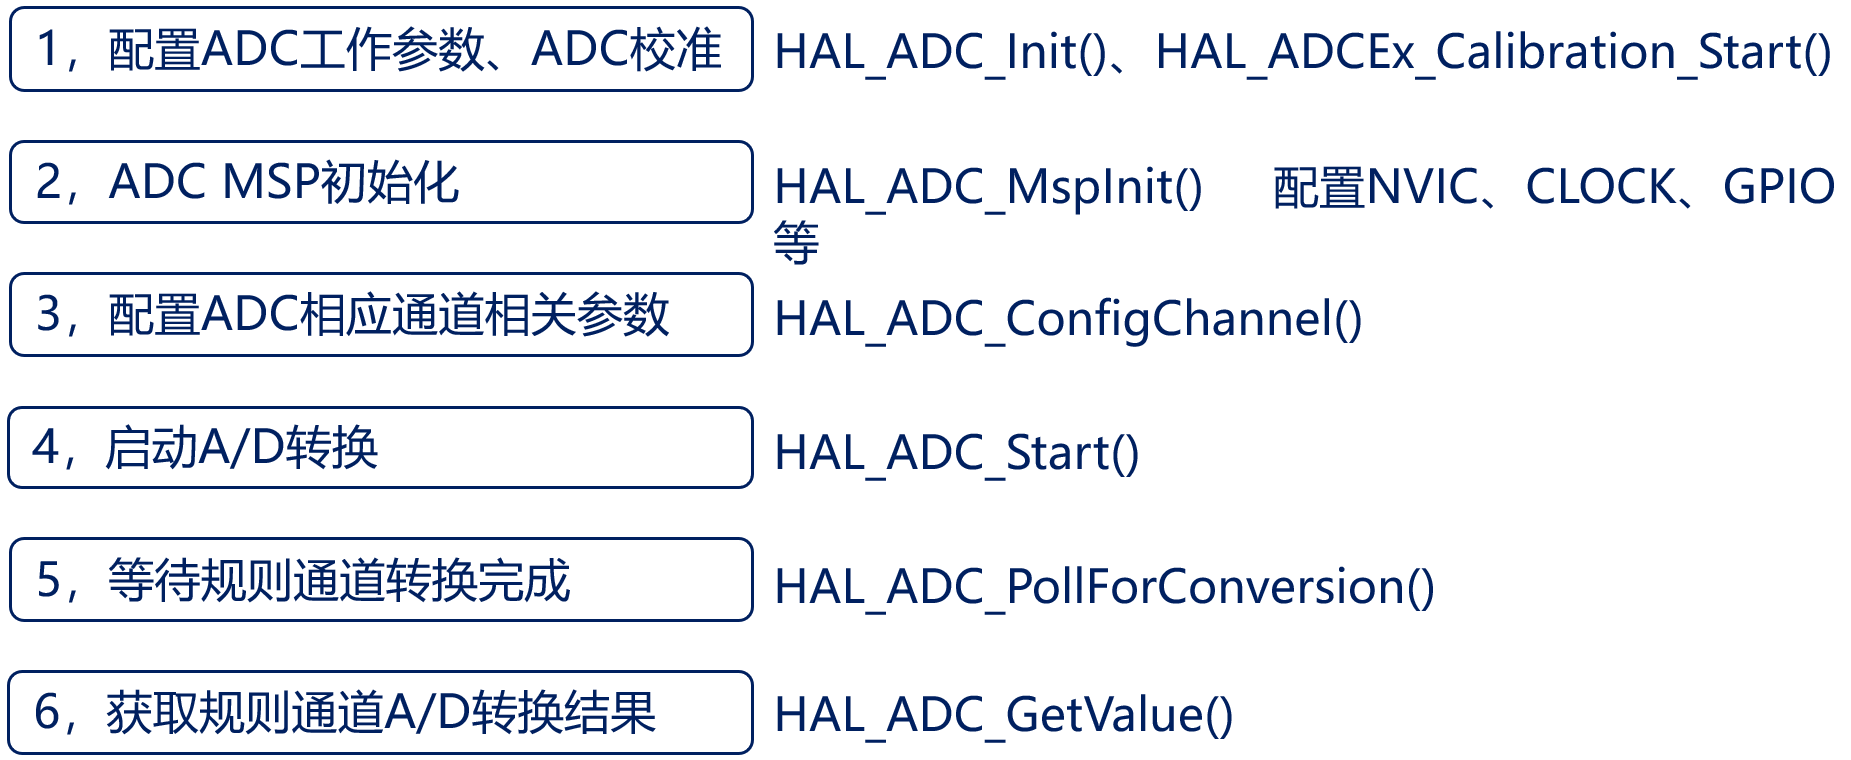 1，配置ADC工作参数、ADC校准
HAL_ADC_Init()、HAL_ADCEx_Calibration_Start()
2，ADC MSP初始化
HAL_ADC_MspInit() 配置NVIC、CLOCK、GPIO
等
3，配置ADC相应通道相关参数
HAL_ADC_ConfigChannel()
4，启动A/D转换
HAL_ADC_Start()
5，等待规则通道转换完成
HAL_ADC_PollForConversion()
6，获取规则通道A/D转换结果
HAL_ADC_GetValue()